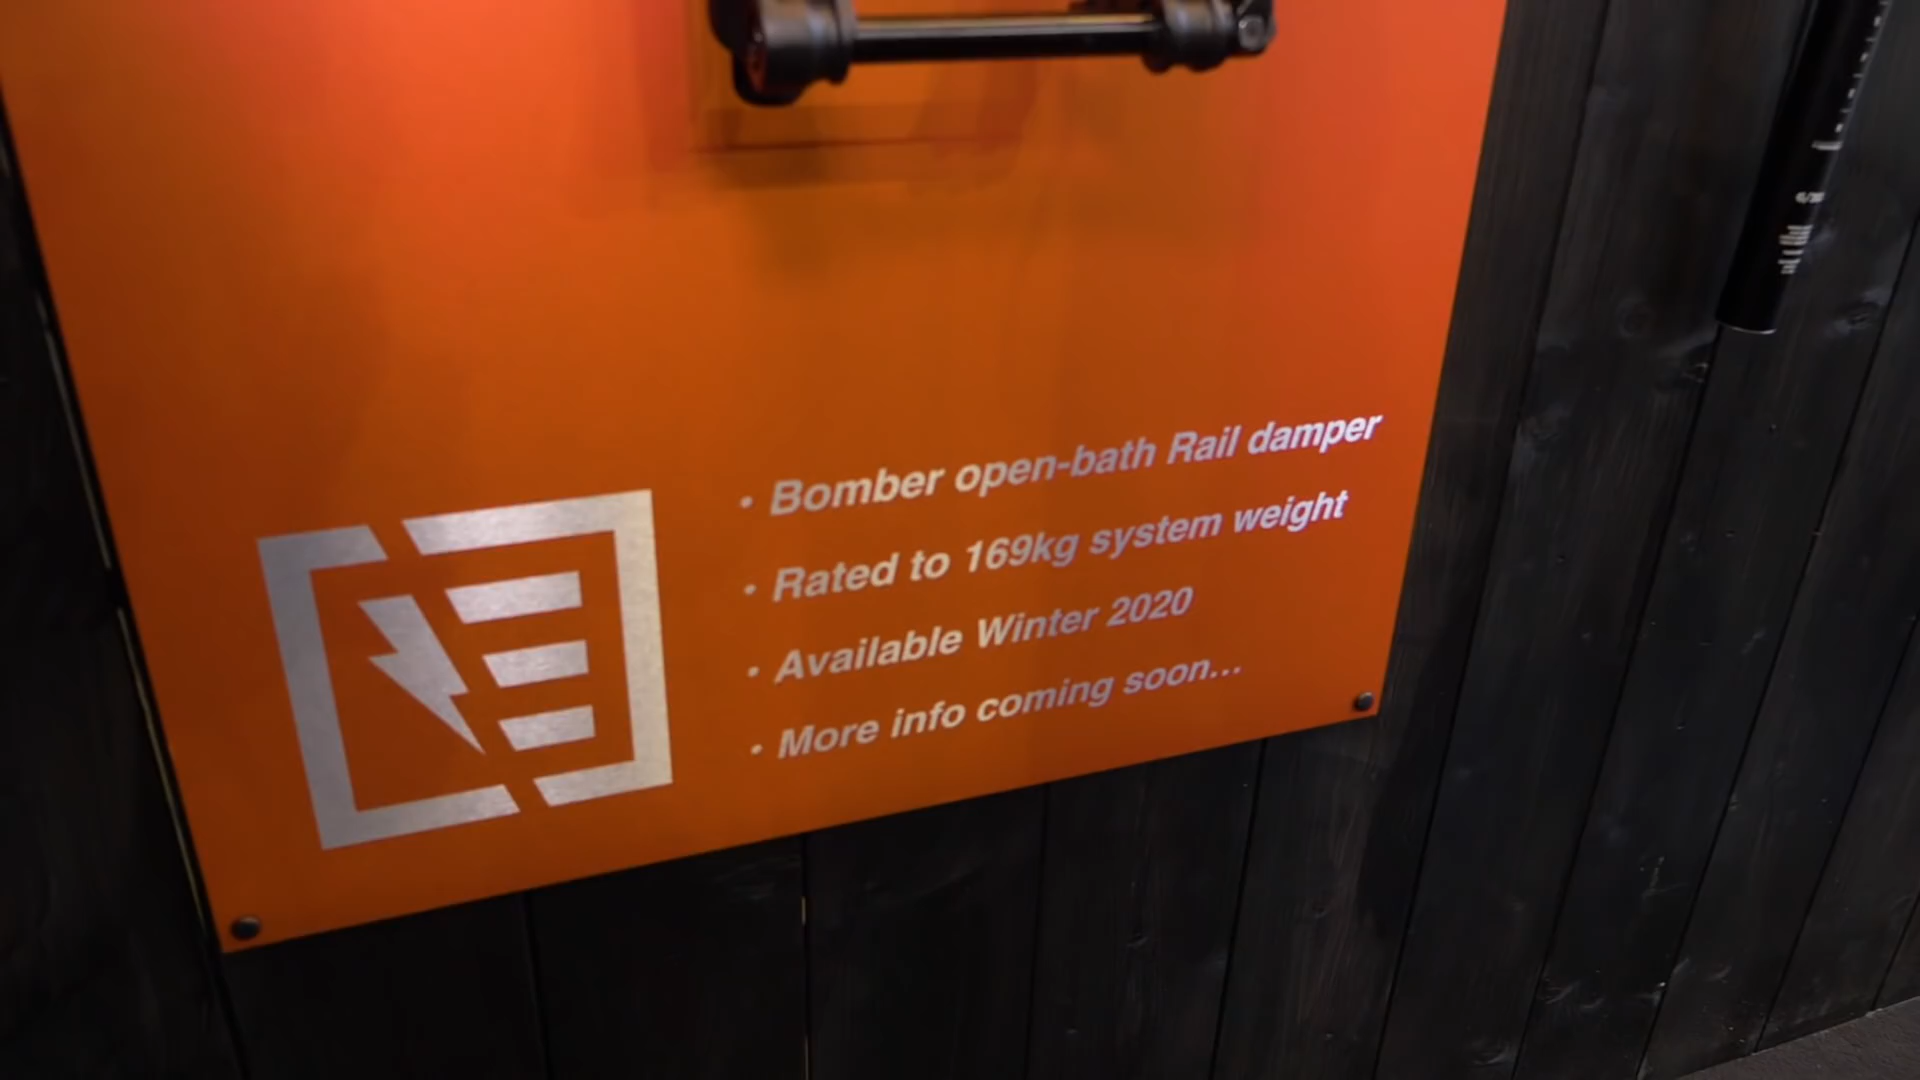 • Bomber open-bath Rail damper
• Rated to 169kg system weight
• Available Winter 2020
• More info coming soon...